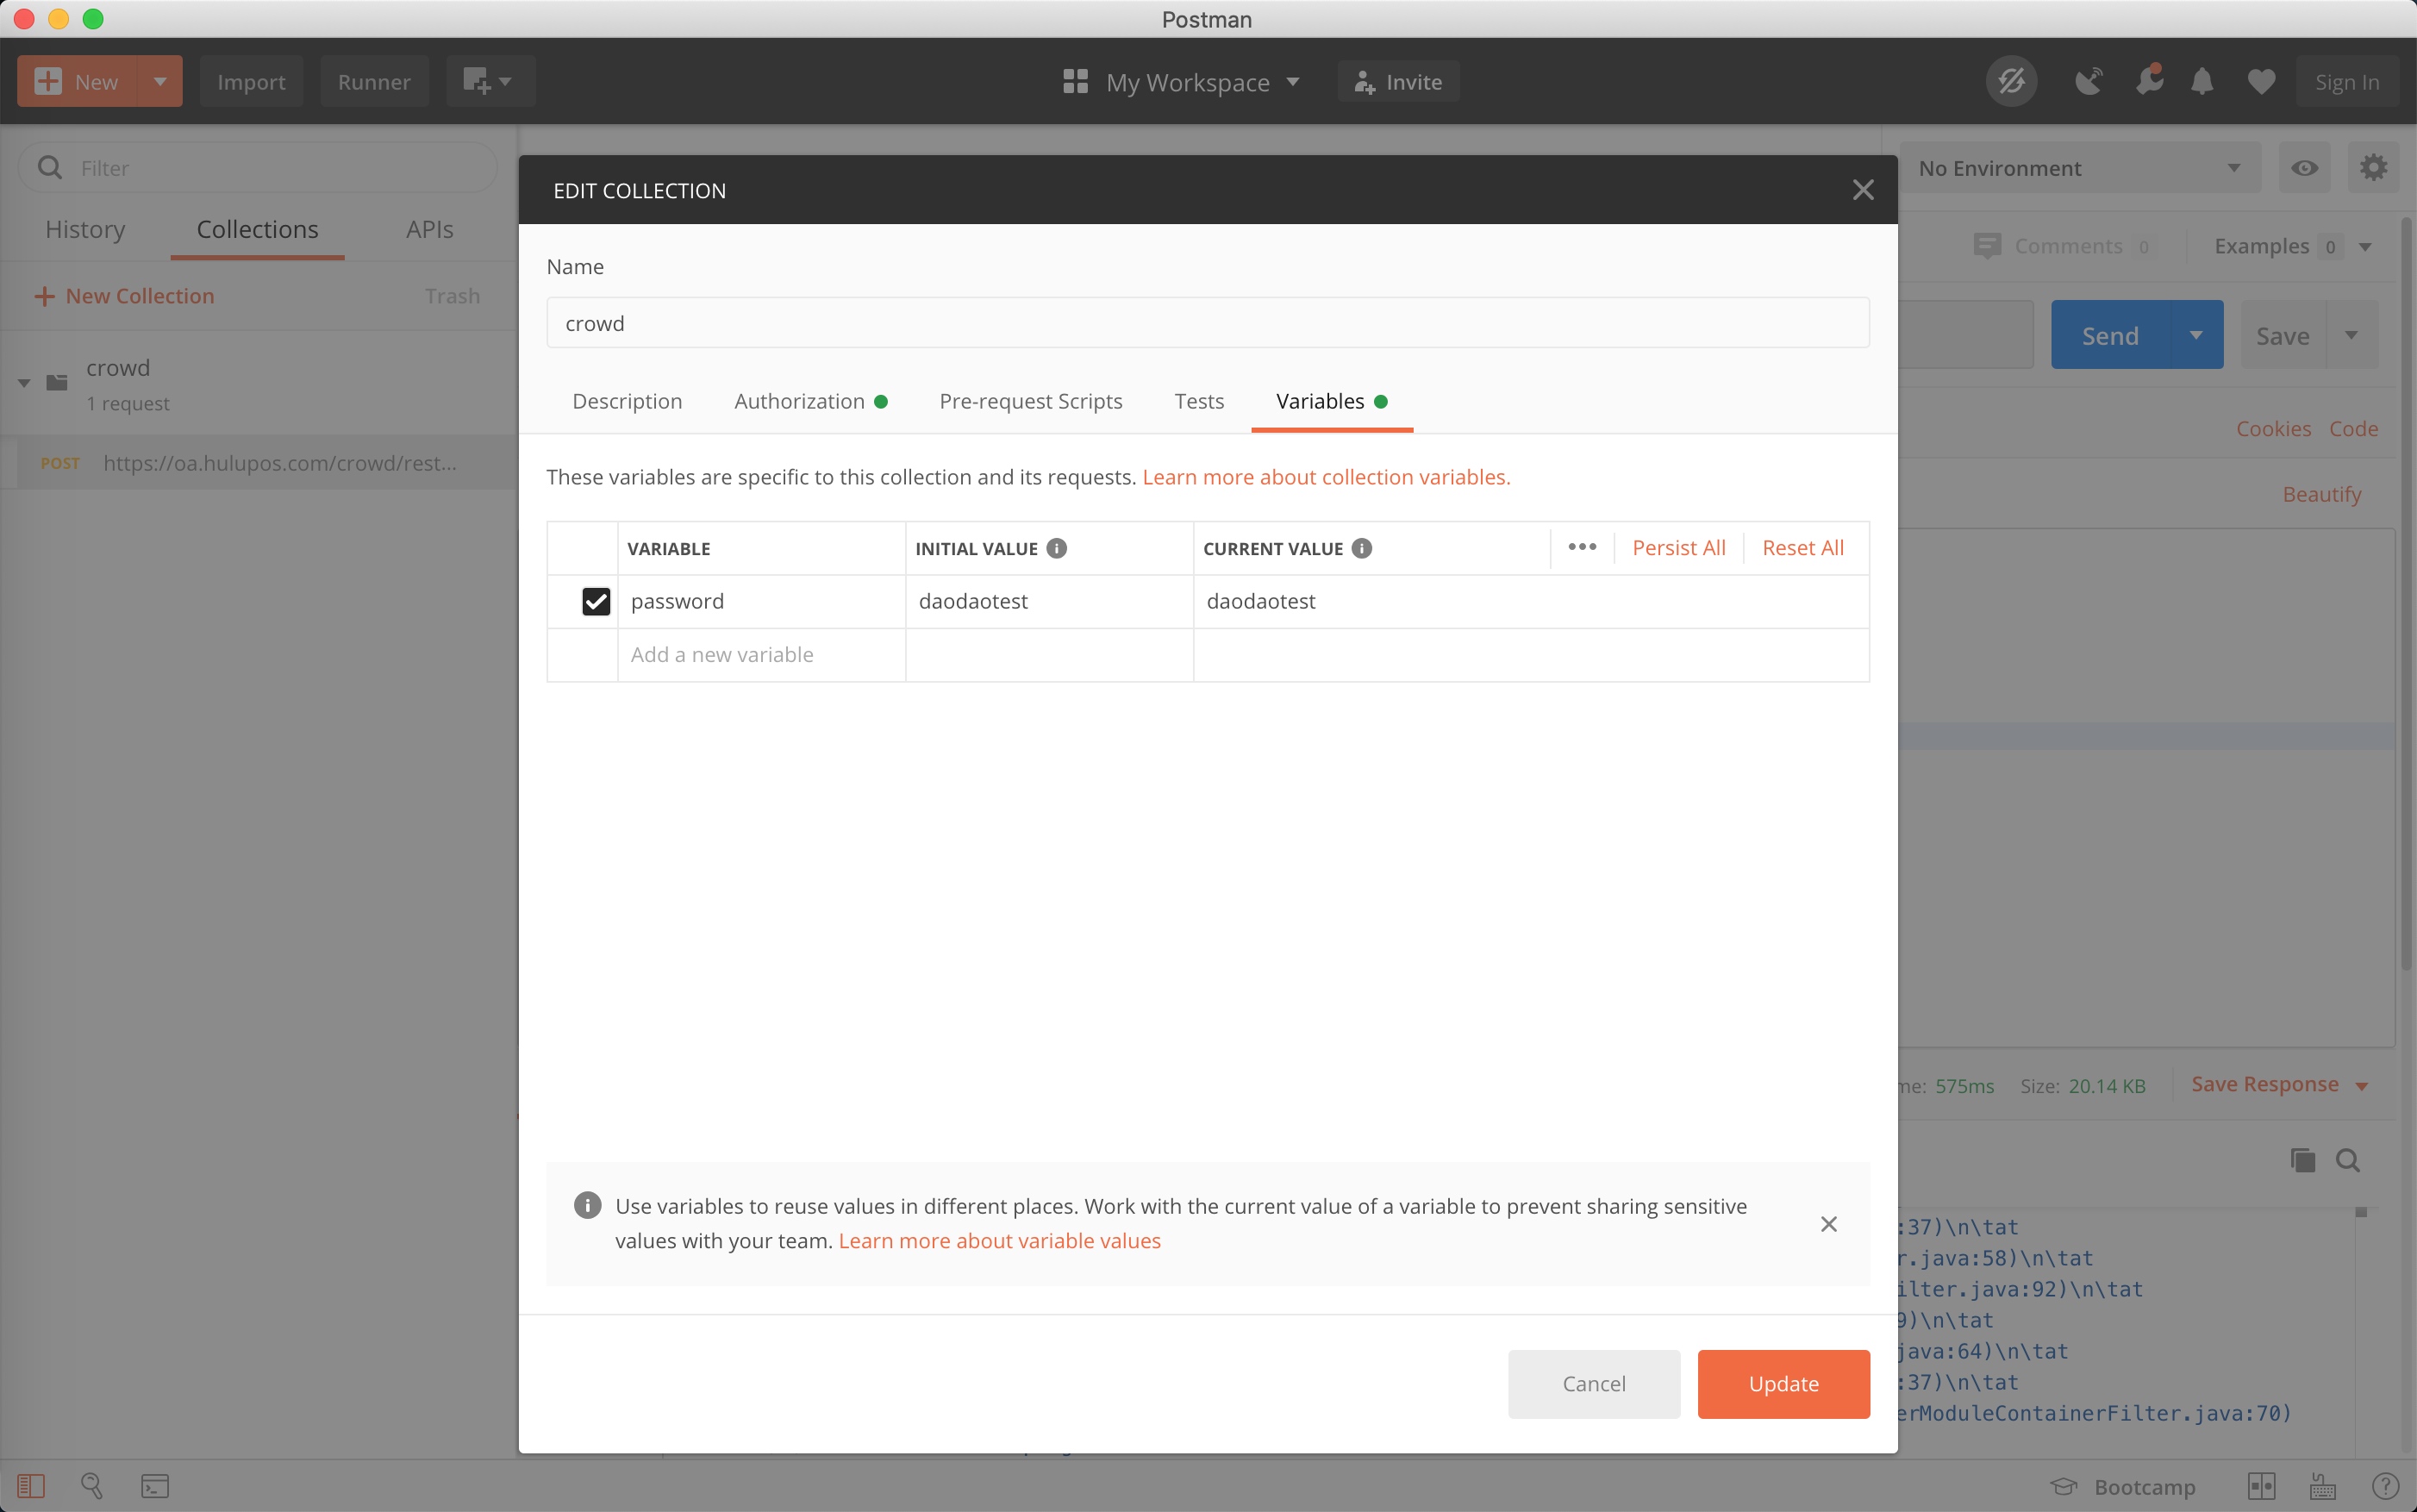 Postman
New
Import
Runner
My Workspace
Invite
Sign In
Filter
History
Collections
APIs
New Collection
Trash
crowd
1 request
POST https://oa.hulupos.com/crowd/rest...
No Environment
Comments 0
Examples 0
Send
Save
Cookies Code
Beautify
EDIT COLLECTION
Name
crowd
Description
Authorization
Pre-request Scripts
Tests
Variables
These variables are specific to this collection and its requests. Learn more about collection variables.
VARIABLE INITIAL VALUE CURRENT VALUE ••• Persist All Reset All
password daodaotest daodaotest
Add a new variable
575ms Size: 20.14 KB Save Response
Use variables to reuse values in different places. Work with the current value of a variable to prevent sharing sensitive
values with your team. Learn more about variable values
:37)\n\tat
r.java:58)\n\tat
ilter.java:92)\n\tat
9)\n\tat
java:64)\n\tat
:37)\n\tat
erModuleContainerFilter.java:70)
Cancel
Update
Bootcamp